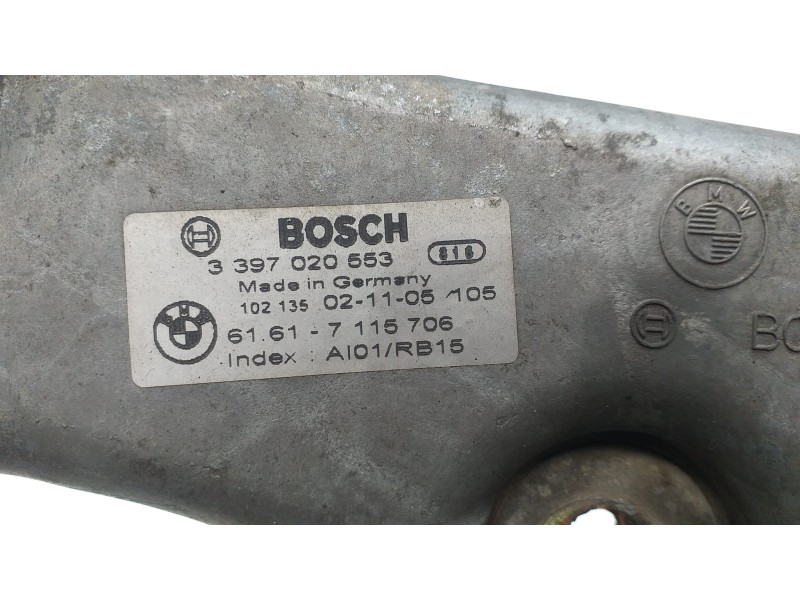 BOSCH
3 397 020 553 816
Made in Germany
102 135 02-11-05 /105
61.61 - 7 115 706
Index : AI01/RB15
BMW